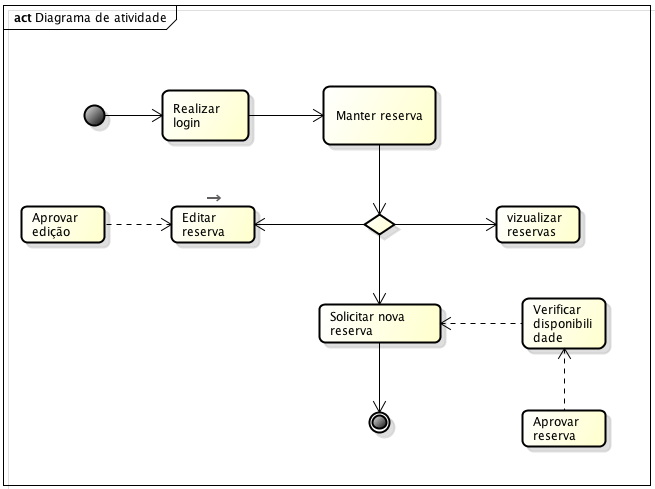 act Diagrama de atividade
Realizar
login
Manter reserva
Aprovar
edição
Editar
reserva
vizualizar
reservas
Solicitar nova
reserva
Verificar
disponibili
dade
Aprovar
reserva